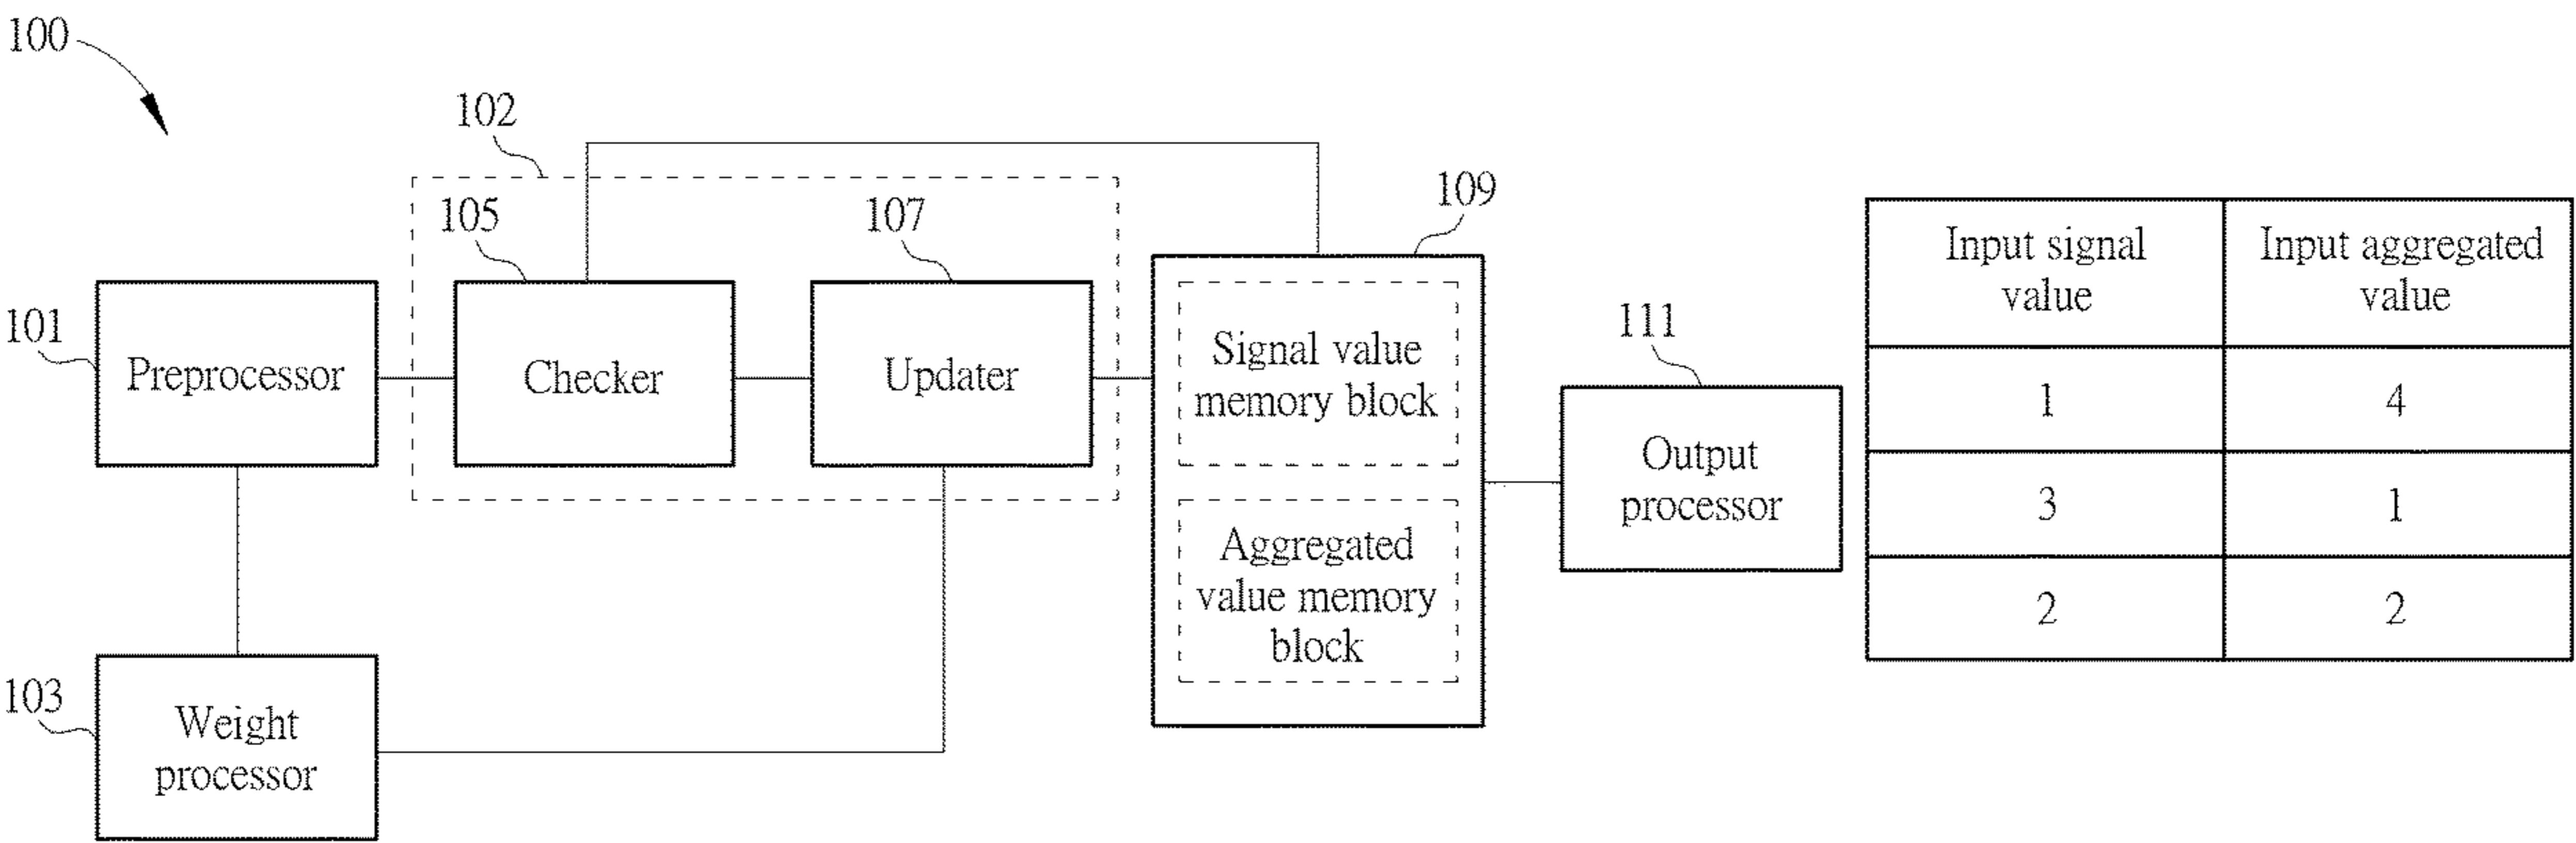 100
102
105
107
109
101
Preprocessor
Checker
Updater
Signal value
memory block
Aggregated
value memory
block
111
Output
processor
103
Weight
processor
Input signal
value
Input aggregated
value
1
4
3
1
2
2